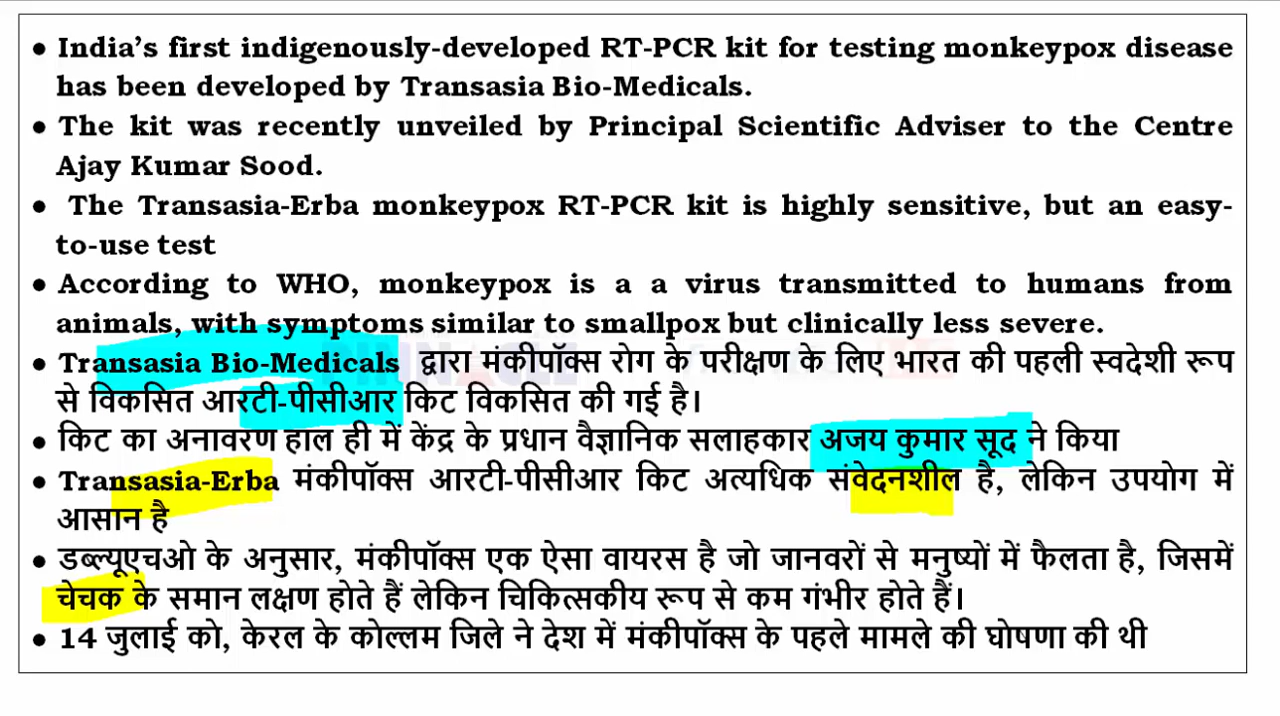 ● India's first indigenously-developed RT-PCR kit for testing monkeypox disease
has been developed by Transasia Bio-Medicals.
● The kit was recently unveiled by Principal Scientific Adviser to the Centre
Ajay Kumar Sood.
● The Transasia-Erba monkeypox RT-PCR kit is highly sensitive, but an easy-
to-use test
● According to WHO, monkeypox is a a virus transmitted to humans from
animals, with symptoms similar to smallpox but clinically less severe.
● Transasia Bio-Medicals द्वारा मंकीपॉक्स रोग के परीक्षण के लिए भारत की पहली स्वदेशी रूप
से विकसित आरटी-पीसीआर किट विकसित की गई है।
● किट का अनावरण हाल ही में केंद्र के प्रधान वैज्ञानिक सलाहकार अजय कुमार सूद ने किया
● Transasia-Erba मंकीपॉक्स आरटी-पीसीआर किट अत्यधिक संवेदनशील है, लेकिन उपयोग में
आसान है
● डब्ल्यूएचओ के अनुसार, मंकीपॉक्स एक ऐसा वायरस है जो जानवरों से मनुष्यों में फैलता है, जिसमें
चेचक के समान लक्षण होते हैं लेकिन चिकित्सकीय रूप से कम गंभीर होते हैं।
● 14 जुलाई को, केरल के कोल्लम जिले ने देश में मंकीपॉक्स के पहले मामले की घोषणा की थी